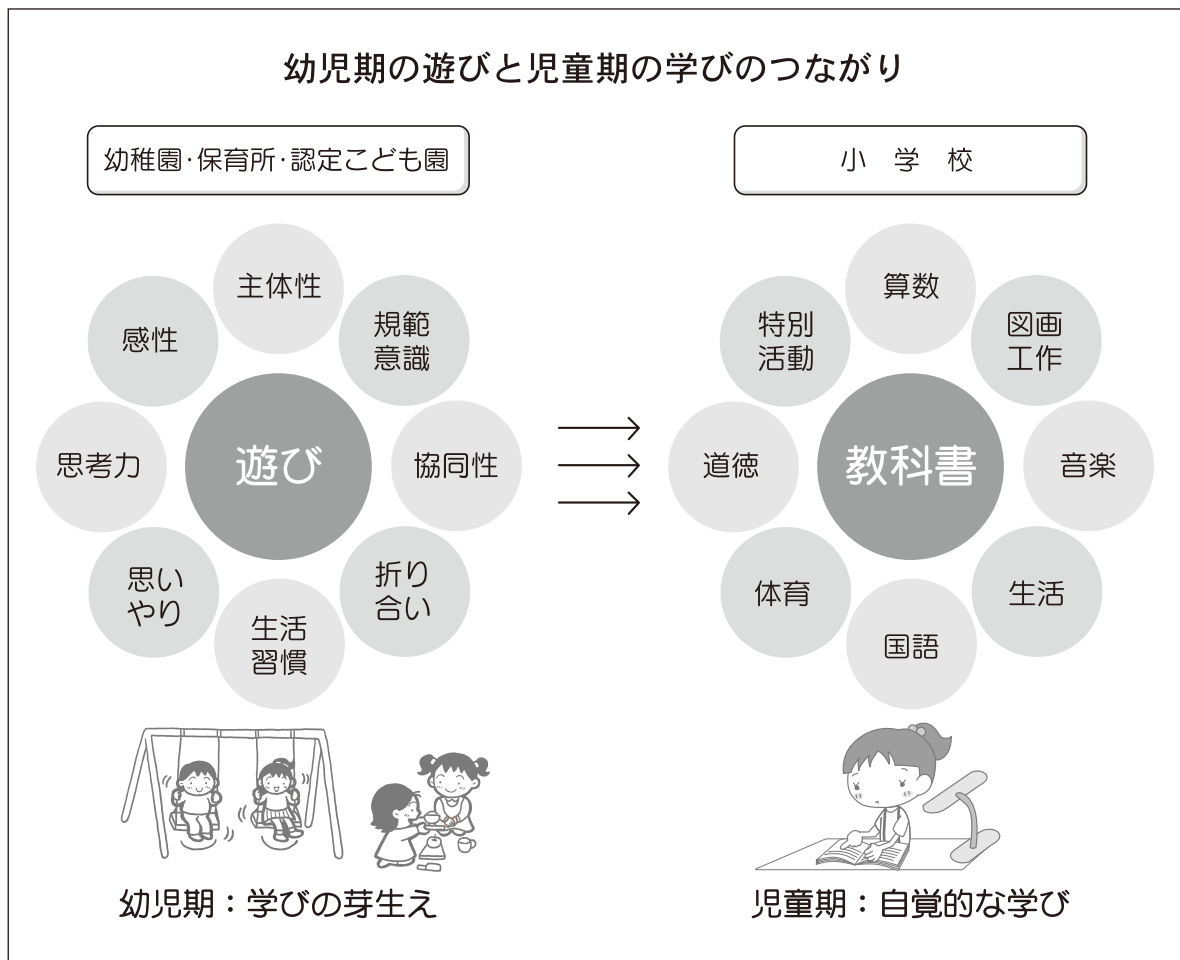 幼児期の遊びと児童期の学びのつながり
幼稚園・保育所・認定こども園
主体性
規範
意識
協同性
折り
合い
生活
習慣
思い
やり
思考力
感性
遊び
小 学 校
算数
図画
工作
音楽
生活
国語
体育
道徳
特別
活動
教科書
幼児期：学びの芽生え
児童期：自覚的な学び